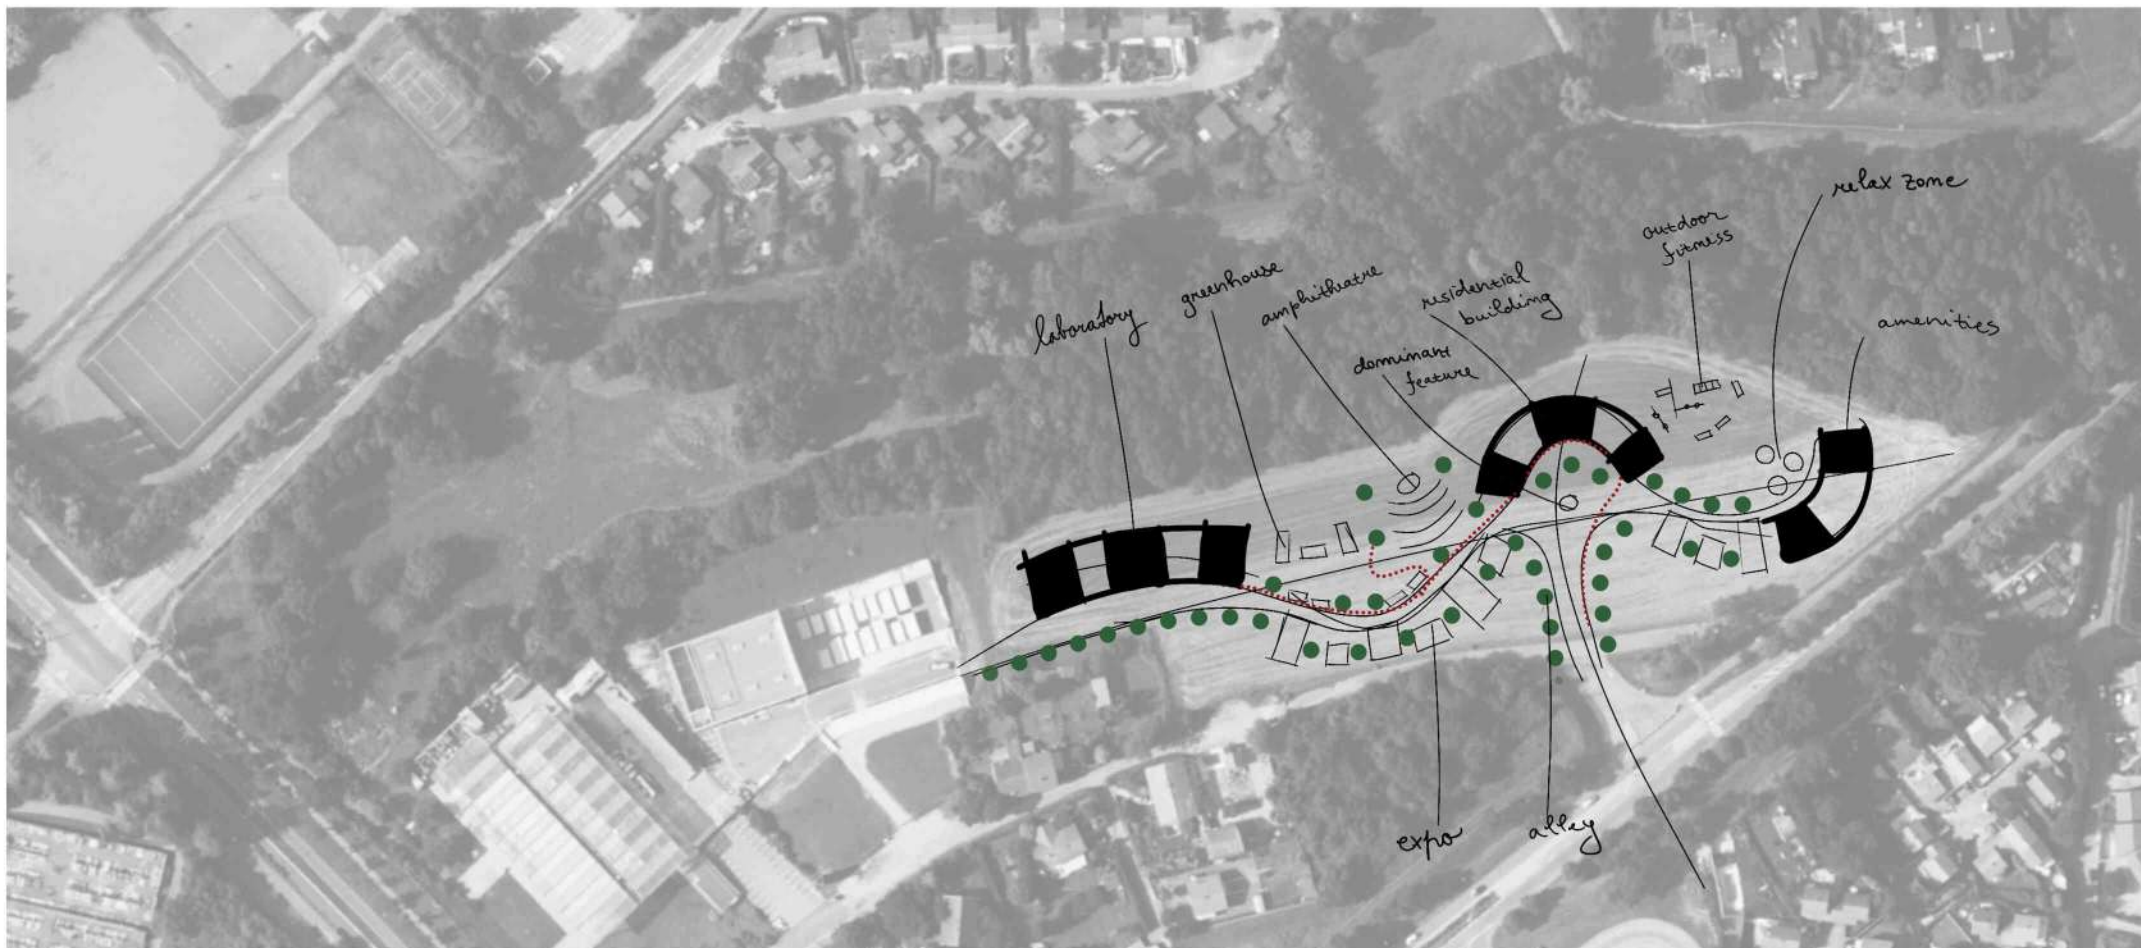 relax zone
outdoor
fitness
greenhouse
amphitheatre
residential
building
laboratory
amenities
dominant
feature
expo
alley